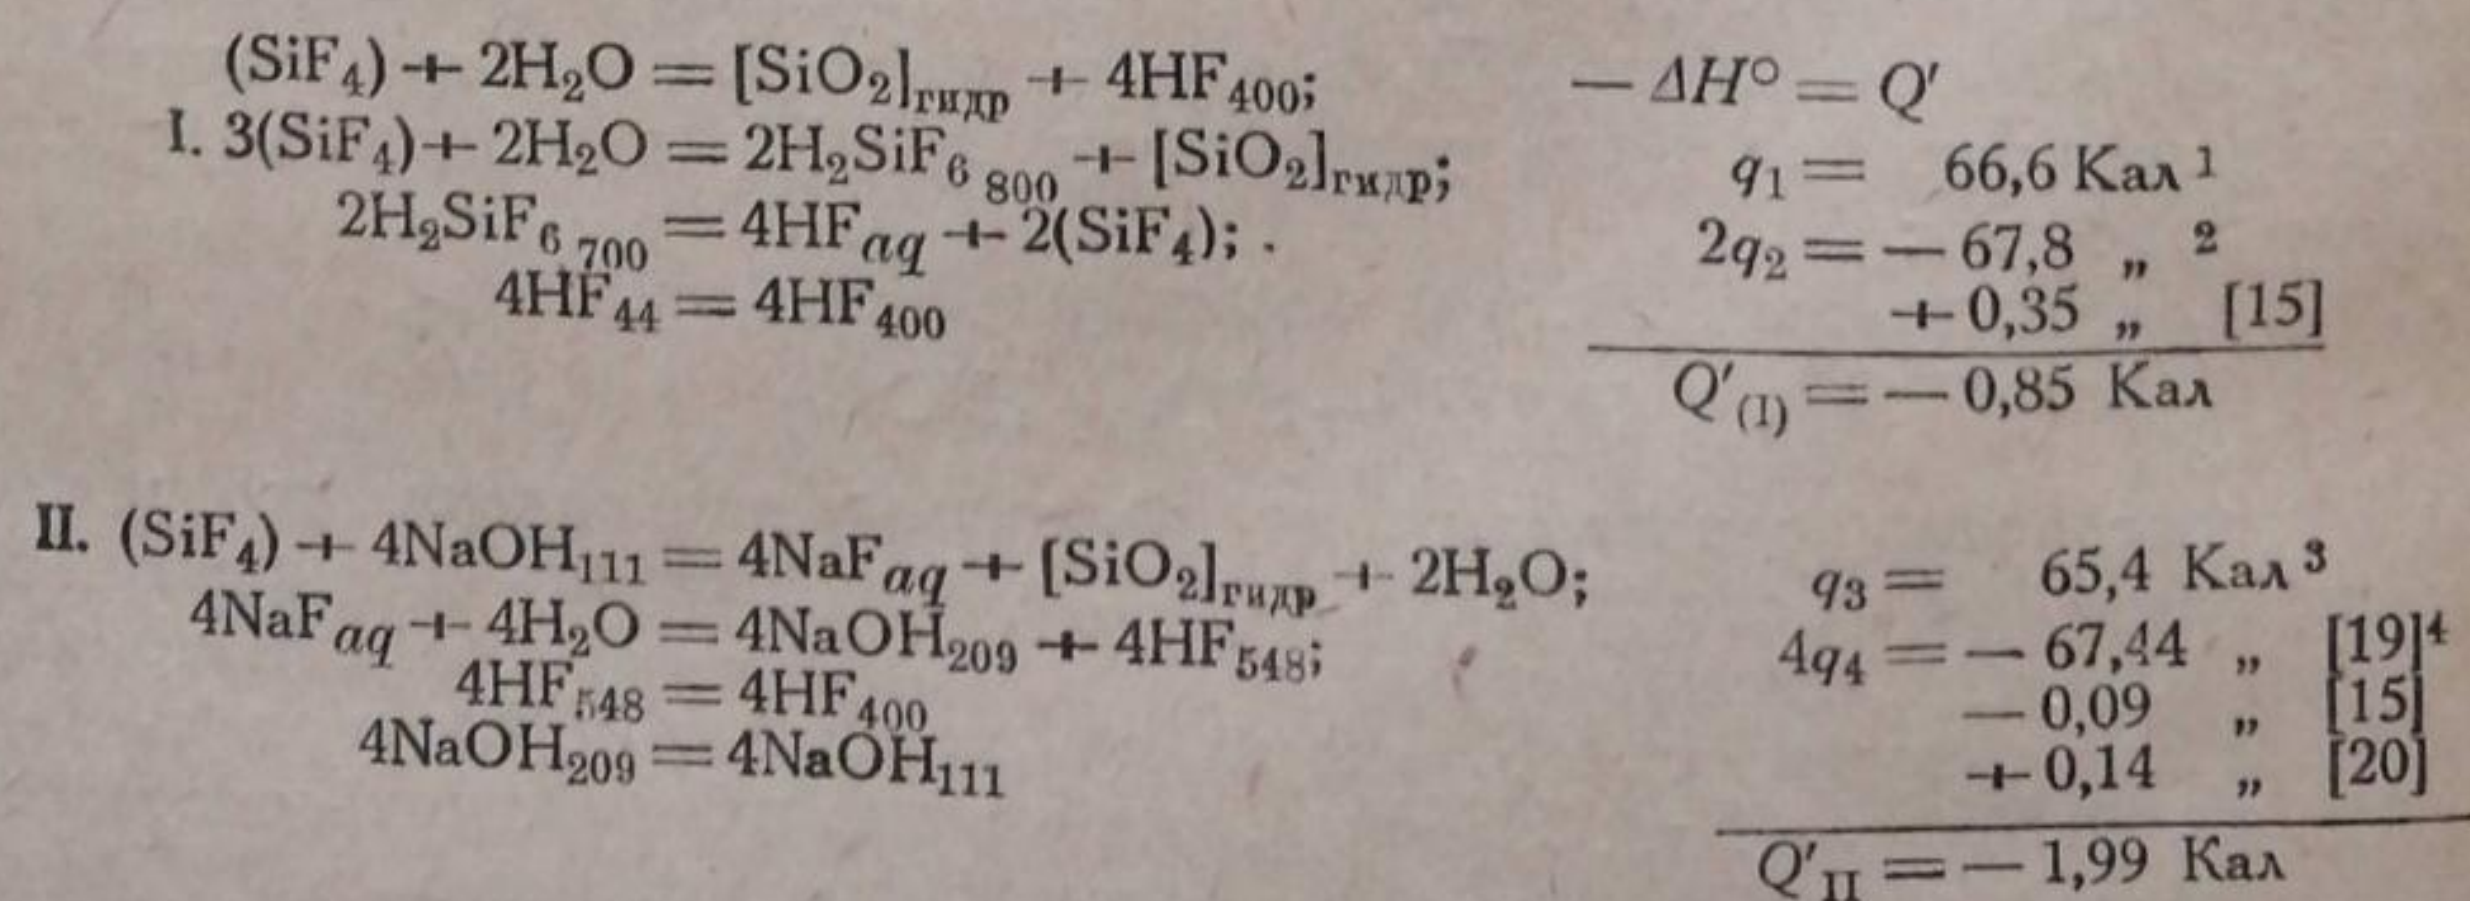 (SiF₄) + 2H₂O = [SiO₂]гидр + 4HF₄₀₀; — ΔH° = Q′
I. 3(SiF₄) + 2H₂O = 2H₂SiF₆ ₈₀₀ + [SiO₂]гидр; q₁ = 66,6 Кал ¹
2H₂SiF₆ ₇₀₀ = 4HFaq + 2(SiF₄); . 2q₂ = — 67,8 „ ²
4HF₄₄ = 4HF₄₀₀ + 0,35 „ [15]
Q′(I) = — 0,85 Кал
II. (SiF₄) + 4NaOH₁₁₁ = 4NaFaq + [SiO₂]гидр + 2H₂O; q₃ = 65,4 Кал ³
4NaFaq + 4H₂O = 4NaOH₂₀₉ + 4HF₅₄₈; 4q₄ = — 67,44 „ [19]⁴
4HF₅₄₈ = 4HF₄₀₀ — 0,09 „ [15]
4NaOH₂₀₉ = 4NaOH₁₁₁ + 0,14 „ [20]
Q′II = — 1,99 Кал